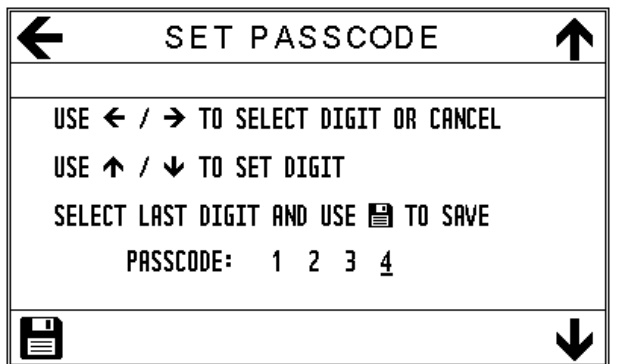 SET PASSCODE
USE ← / → TO SELECT DIGIT OR CANCEL
USE ↑ / ↓ TO SET DIGIT
SELECT LAST DIGIT AND USE 💾 TO SAVE
PASSCODE: 1 2 3 4